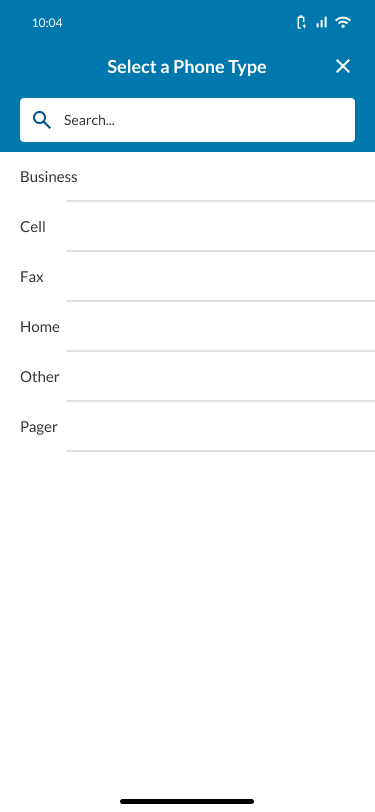 10:04
Select a Phone Type
Search...
Business
Cell
Fax
Home
Other
Pager